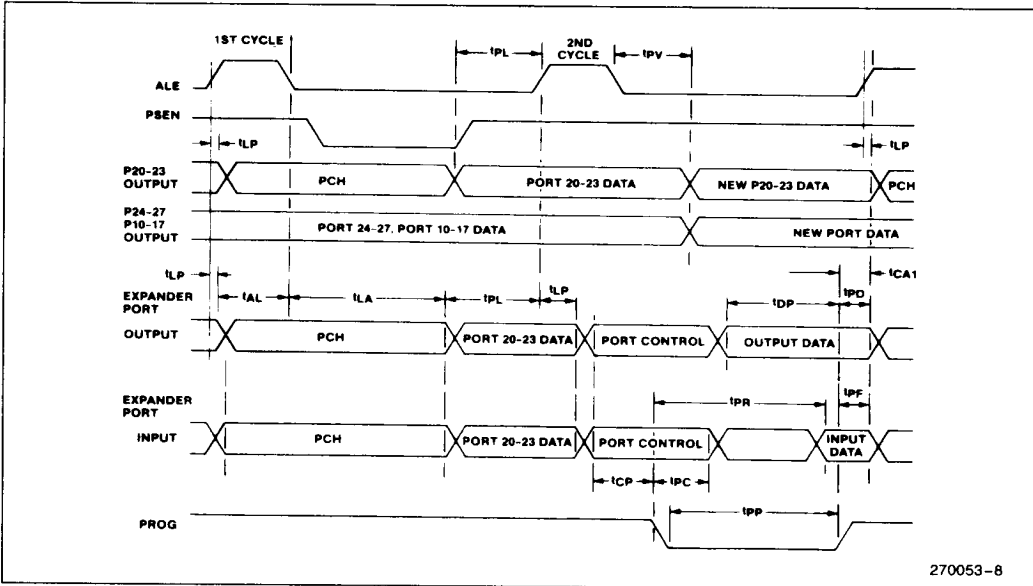 1ST CYCLE
tPL
2ND CYCLE
tPV
ALE
PSEN
tLP
tLP
P20-23 OUTPUT
PCH
PORT 20-23 DATA
NEW P20-23 DATA
PCH
P24-27 P10-17 OUTPUT
PORT 24-27, PORT 10-17 DATA
NEW PORT DATA
tLP
tCA1
EXPANDER PORT OUTPUT
tAL
tLA
tPL
tLP
tDP
tPD
PCH
PORT 20-23 DATA
PORT CONTROL
OUTPUT DATA
EXPANDER PORT INPUT
tPR
tPF
PCH
PORT 20-23 DATA
PORT CONTROL
INPUT DATA
tCP
tPC
PROG
tPP
270053-8